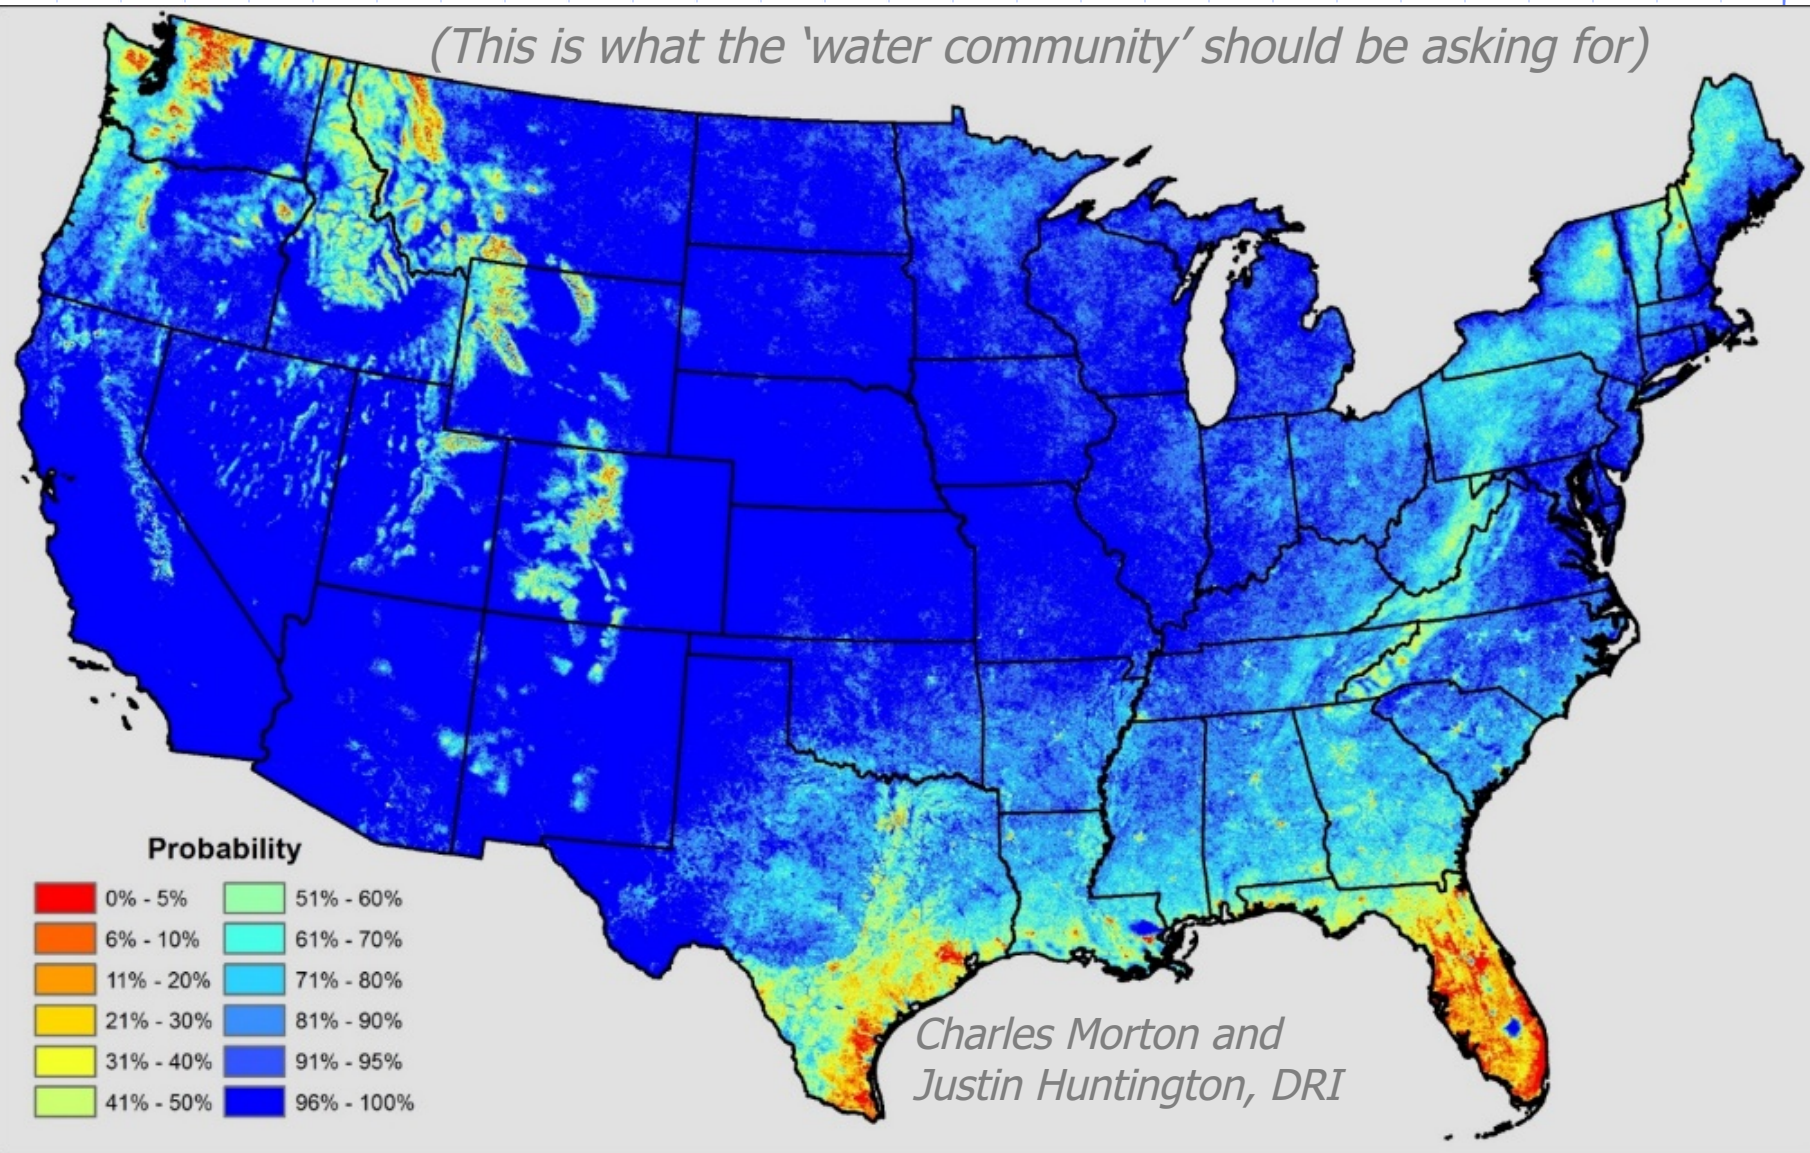 (This is what the ‘water community’ should be asking for)
Probability
0% - 5%
6% - 10%
11% - 20%
21% - 30%
31% - 40%
41% - 50%
51% - 60%
61% - 70%
71% - 80%
81% - 90%
91% - 95%
96% - 100%
Charles Morton and
Justin Huntington, DRI